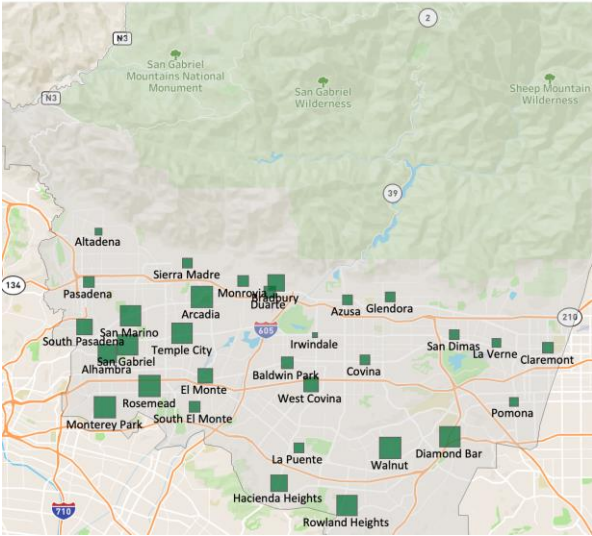 2
N3
San Gabriel
Mountains National
Monument
San Gabriel
Wilderness
Sheep Mountain
Wilderness
N3
39
Altadena
Sierra Madre
134
Pasadena
Monrovia
Bradbury
Duarte
Azusa
Glendora
Arcadia
210
San Marino
South Pasadena
605
Temple City
Irwindale
San Dimas
La Verne
Claremont
San Gabriel
Alhambra
Baldwin Park
Covina
El Monte
West Covina
Rosemead
Pomona
Monterey Park
South El Monte
La Puente
Walnut
Diamond Bar
Hacienda Heights
710
Rowland Heights